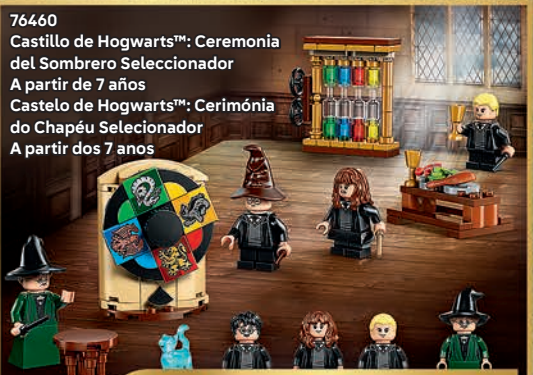 76460
Castillo de Hogwarts™: Ceremonia
del Sombrero Seleccionador
A partir de 7 años
Castelo de Hogwarts™: Cerimónia
do Chapéu Selecionador
A partir dos 7 anos